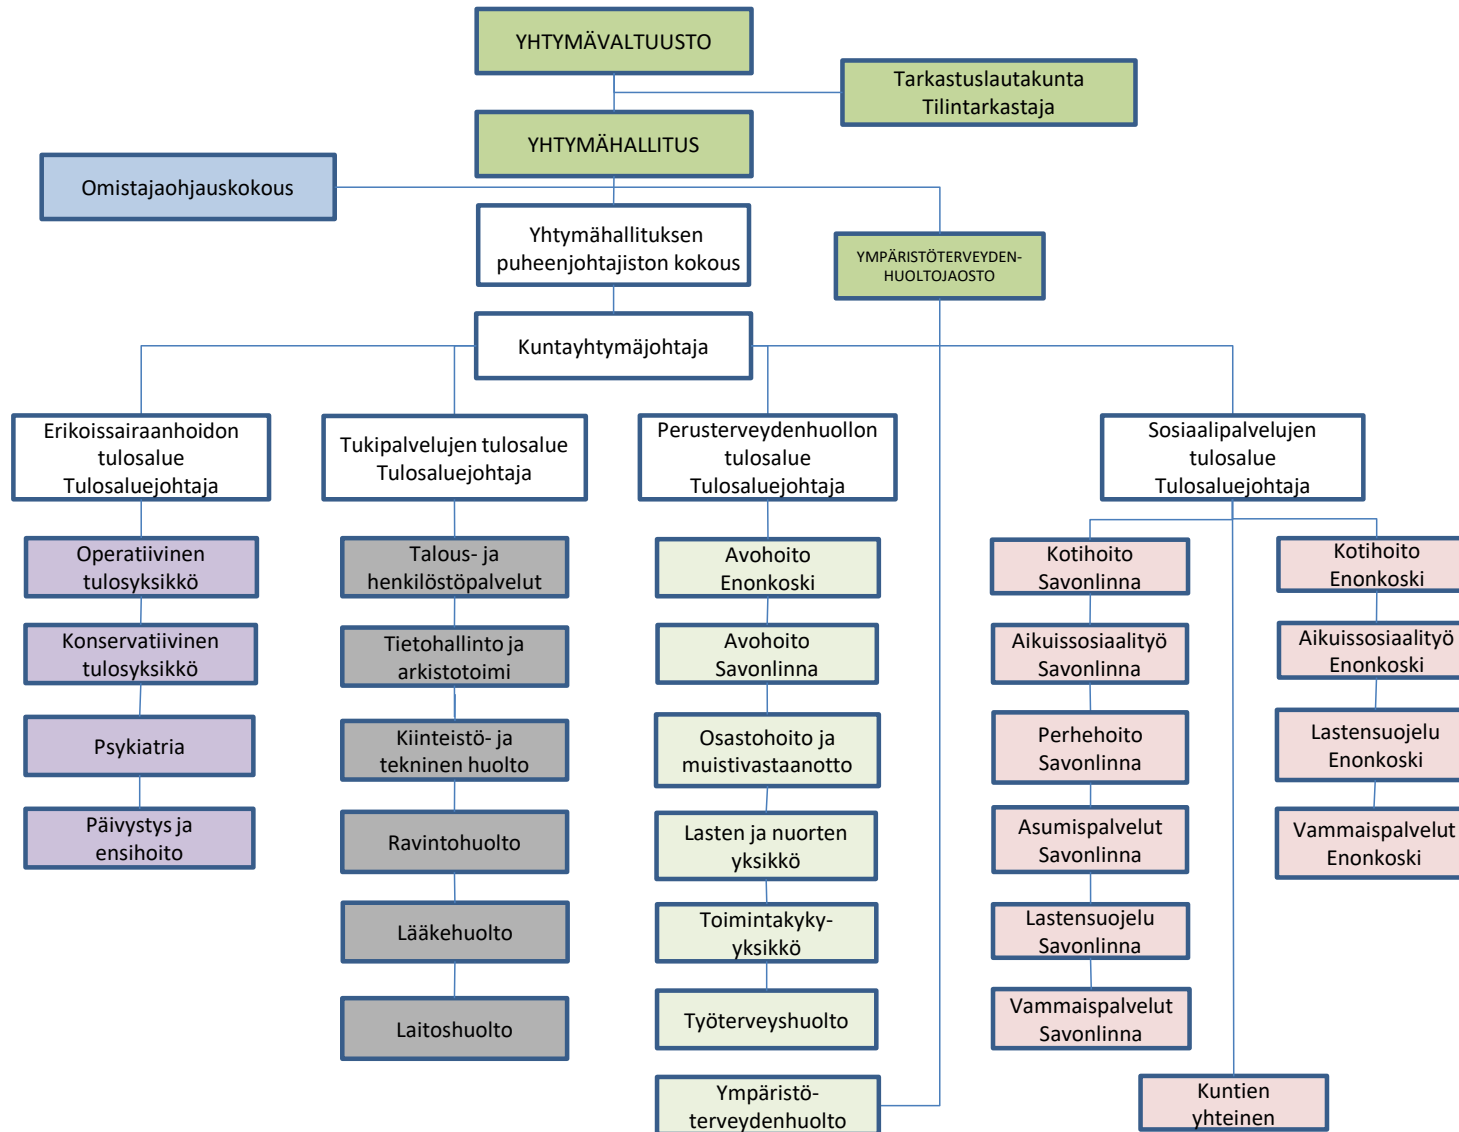 YHTYMÄVALTUUSTO
Tarkastuslautakunta
Tilintarkastaja
YHTYMÄHALLITUS
Omistajaohjauskokous
Yhtymähallituksen
puheenjohtajiston kokous
YMPÄRISTÖTERVEYDEN-
HUOLTOJAOSTO
Kuntayhtymäjohtaja
Erikoissairaanhoidon
tulosalue
Tulosaluejohtaja
Tukipalvelujen tulosalue
Tulosaluejohtaja
Perusterveydenhuollon
tulosalue
Tulosaluejohtaja
Sosiaalipalvelujen
tulosalue
Tulosaluejohtaja
Operatiivinen
tulosyksikkö
Konservatiivinen
tulosyksikkö
Psykiatria
Päivystys ja
ensihoito
Talous- ja
henkilöstöpalvelut
Tietohallinto ja
arkistotoimi
Kiinteistö- ja
tekninen huolto
Ravintohuolto
Lääkehuolto
Laitoshuolto
Avohoito
Enonkoski
Avohoito
Savonlinna
Osastohoito ja
muistivastaanotto
Lasten ja nuorten
yksikkö
Toimintakyky-
yksikkö
Työterveyshuolto
Ympäristö-
terveydenhuolto
Kotihoito
Savonlinna
Aikuissosiaalityö
Savonlinna
Perhehoito
Savonlinna
Asumispalvelut
Savonlinna
Lastensuojelu
Savonlinna
Vammaispalvelut
Savonlinna
Kotihoito
Enonkoski
Aikuissosiaalityö
Enonkoski
Lastensuojelu
Enonkoski
Vammaispalvelut
Enonkoski
Kuntien
yhteinen